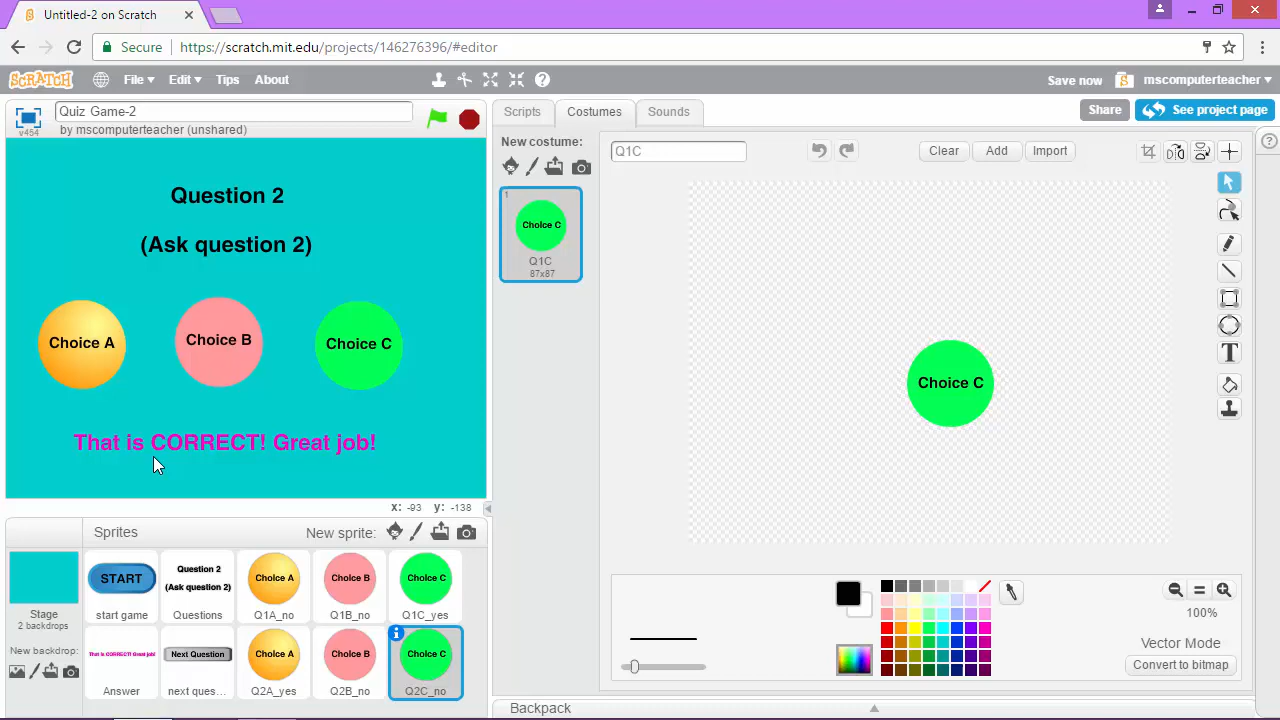 Untitled-2 on Scratch
Secure https://scratch.mit.edu/projects/146276396/#editor
SCRATCH File Edit Tips About Save now mscomputerteacher
v454 Quiz Game-2
by mscomputerteacher (unshared)
Scripts Costumes Sounds Share See project page
New costume: Q1C Clear Add Import
Question 2
(Ask question 2)
Choice A Choice B Choice C
That is CORRECT! Great job!
1
Choice C
Q1C
87x87
Choice C
x: -93 y: -138
Sprites New sprite:
START
Question 2
(Ask question 2)
Choice A
Choice B
Choice C
Stage
2 backdrops
start game Questions Q1A_no Q1B_no Q1C_yes
New backdrop:
That is CORRECT! Great job!
Next Question
Choice A
Choice B
Choice C
Answer next ques... Q2A_yes Q2B_no Q2C_no
100%
Vector Mode
Convert to bitmap
Backpack